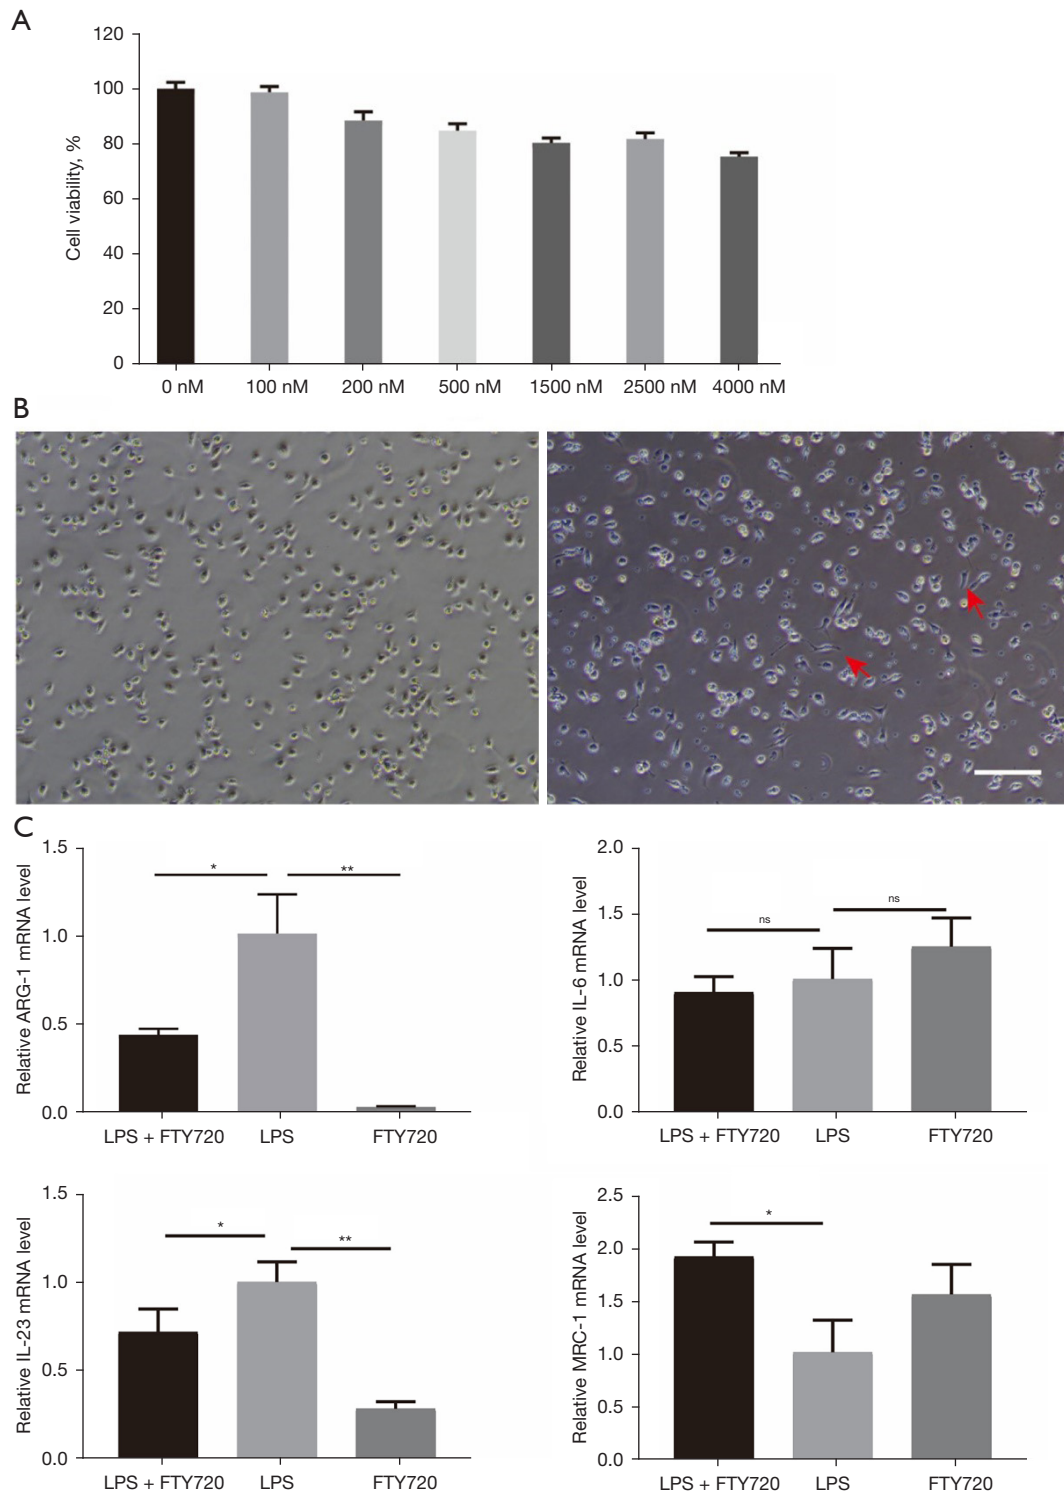 A
120
100
80
60
40
20
0
Cell viability, %
0 nM 100 nM 200 nM 500 nM 1500 nM 2500 nM 4000 nM
B
C
1.5
1.0
0.5
0.0
Relative ARG-1 mRNA level
* **
LPS + FTY720 LPS FTY720
2.0
1.5
1.0
0.5
0.0
Relative IL-6 mRNA level
ns ns
LPS + FTY720 LPS FTY720
1.5
1.0
0.5
0.0
Relative IL-23 mRNA level
* **
LPS + FTY720 LPS FTY720
2.5
2.0
1.5
1.0
0.5
0.0
Relative MRC-1 mRNA level
*
LPS + FTY720 LPS FTY720